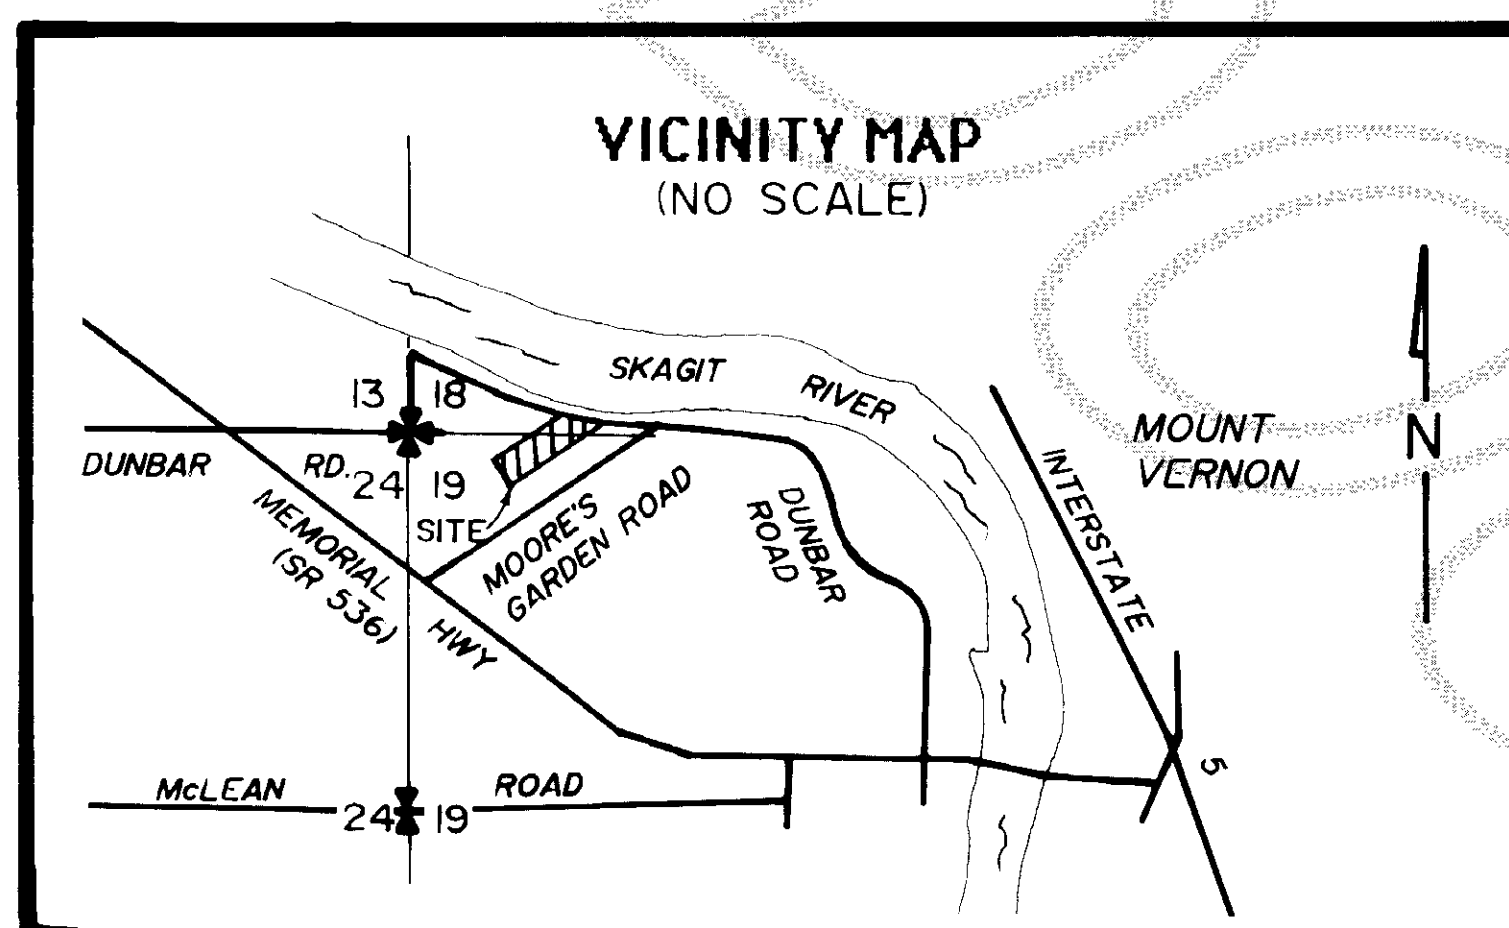 VICINITY MAP
(NO SCALE)
SKAGIT RIVER
13 18
MOUNT
VERNON
N
DUNBAR RD.
24 19
INTERSTATE 5
SITE
MEMORIAL HWY
(SR 536)
MOORE'S
GARDEN ROAD
DUNBAR
ROAD
McLEAN ROAD
24 19